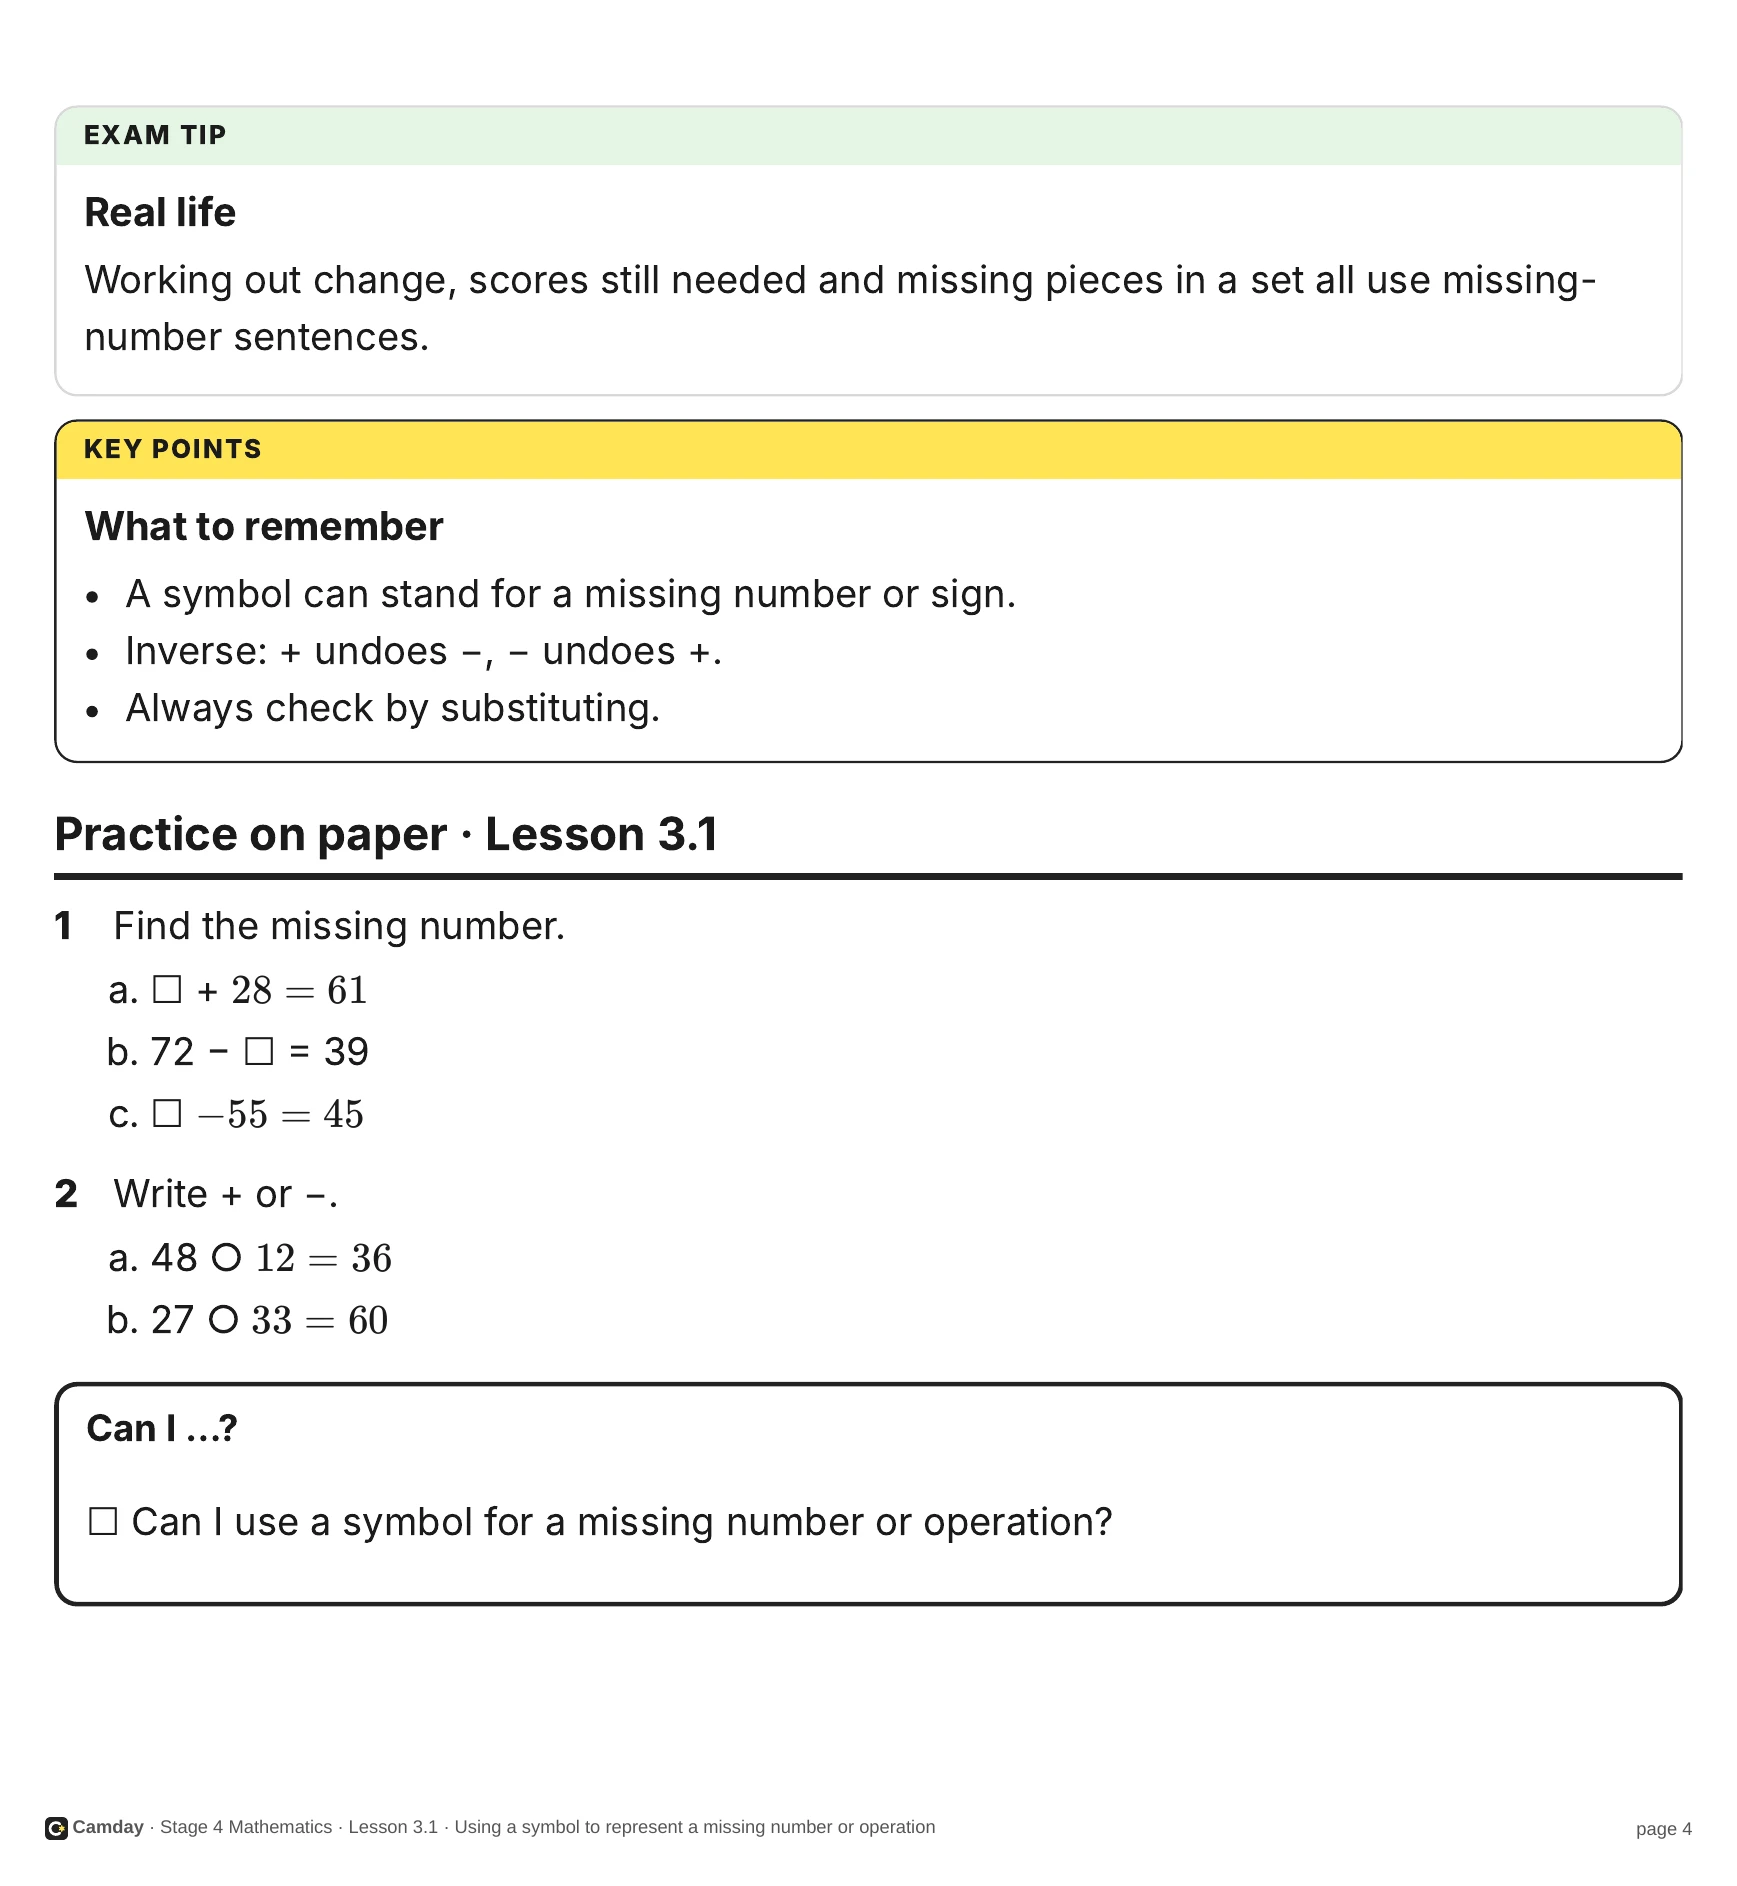 EXAM TIP
Real life
Working out change, scores still needed and missing pieces in a set all use missing-
number sentences.
KEY POINTS
What to remember
• A symbol can stand for a missing number or sign.
• Inverse: + undoes −, − undoes +.
• Always check by substituting.
Practice on paper · Lesson 3.1
1 Find the missing number.
a. □ + 28 = 61
b. 72 − □ = 39
c. □ −55 = 45
2 Write + or −.
a. 48 ○ 12 = 36
b. 27 ○ 33 = 60
Can I …?
□ Can I use a symbol for a missing number or operation?
Camday · Stage 4 Mathematics · Lesson 3.1 · Using a symbol to represent a missing number or operation page 4